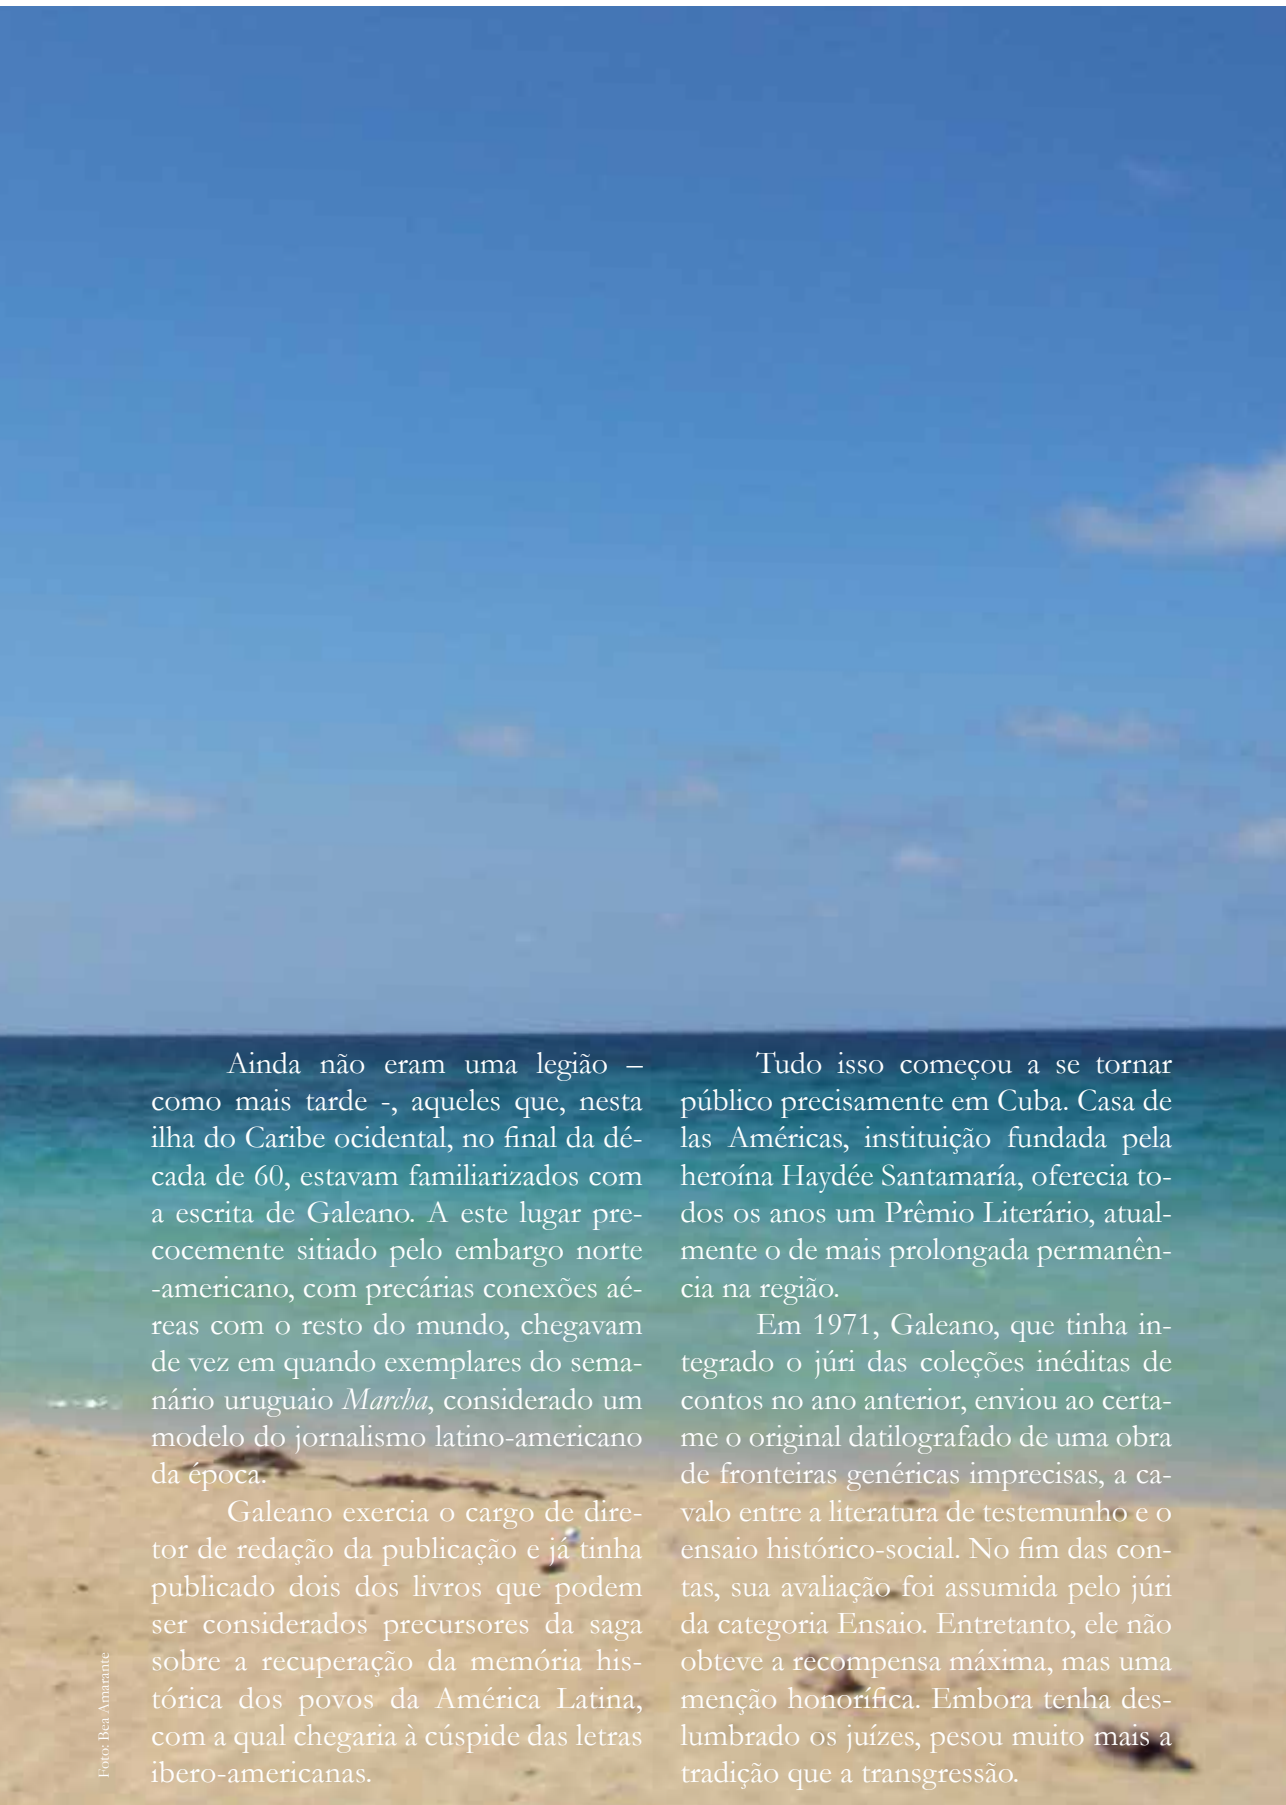 Ainda não eram uma legião –
como mais tarde -, aqueles que, nesta
ilha do Caribe ocidental, no final da dé-
cada de 60, estavam familiarizados com
a escrita de Galeano. A este lugar pre-
cocemente sitiado pelo embargo norte
-americano, com precárias conexões aé-
reas com o resto do mundo, chegavam
de vez em quando exemplares do sema-
nário uruguaio Marcha, considerado um
modelo do jornalismo latino-americano
da época.
Galeano exercia o cargo de dire-
tor de redação da publicação e já tinha
publicado dois dos livros que podem
ser considerados precursores da saga
sobre a recuperação da memória his-
tórica dos povos da América Latina,
com a qual chegaria à cúspide das letras
ibero-americanas.
Tudo isso começou a se tornar
público precisamente em Cuba. Casa de
las Américas, instituição fundada pela
heroína Haydée Santamaría, oferecia to-
dos os anos um Prêmio Literário, atual-
mente o de mais prolongada permanên-
cia na região.
Em 1971, Galeano, que tinha in-
tegrado o júri das coleções inéditas de
contos no ano anterior, enviou ao certa-
me o original datilografado de uma obra
de fronteiras genéricas imprecisas, a ca-
valo entre a literatura de testemunho e o
ensaio histórico-social. No fim das con-
tas, sua avaliação foi assumida pelo júri
da categoria Ensaio. Entretanto, ele não
obteve a recompensa máxima, mas uma
menção honorífica. Embora tenha des-
lumbrado os juízes, pesou muito mais a
tradição que a transgressão.
Foto: Bea Amarante